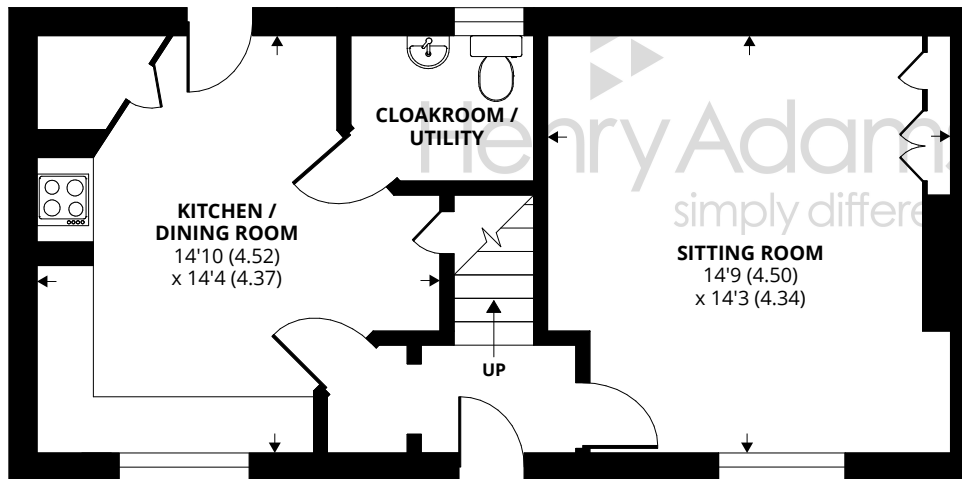 CLOAKROOM /
UTILITY
KITCHEN /
DINING ROOM
14'10 (4.52)
x 14'4 (4.37)
SITTING ROOM
14'9 (4.50)
x 14'3 (4.34)
UP
Henry Adam
simply differe